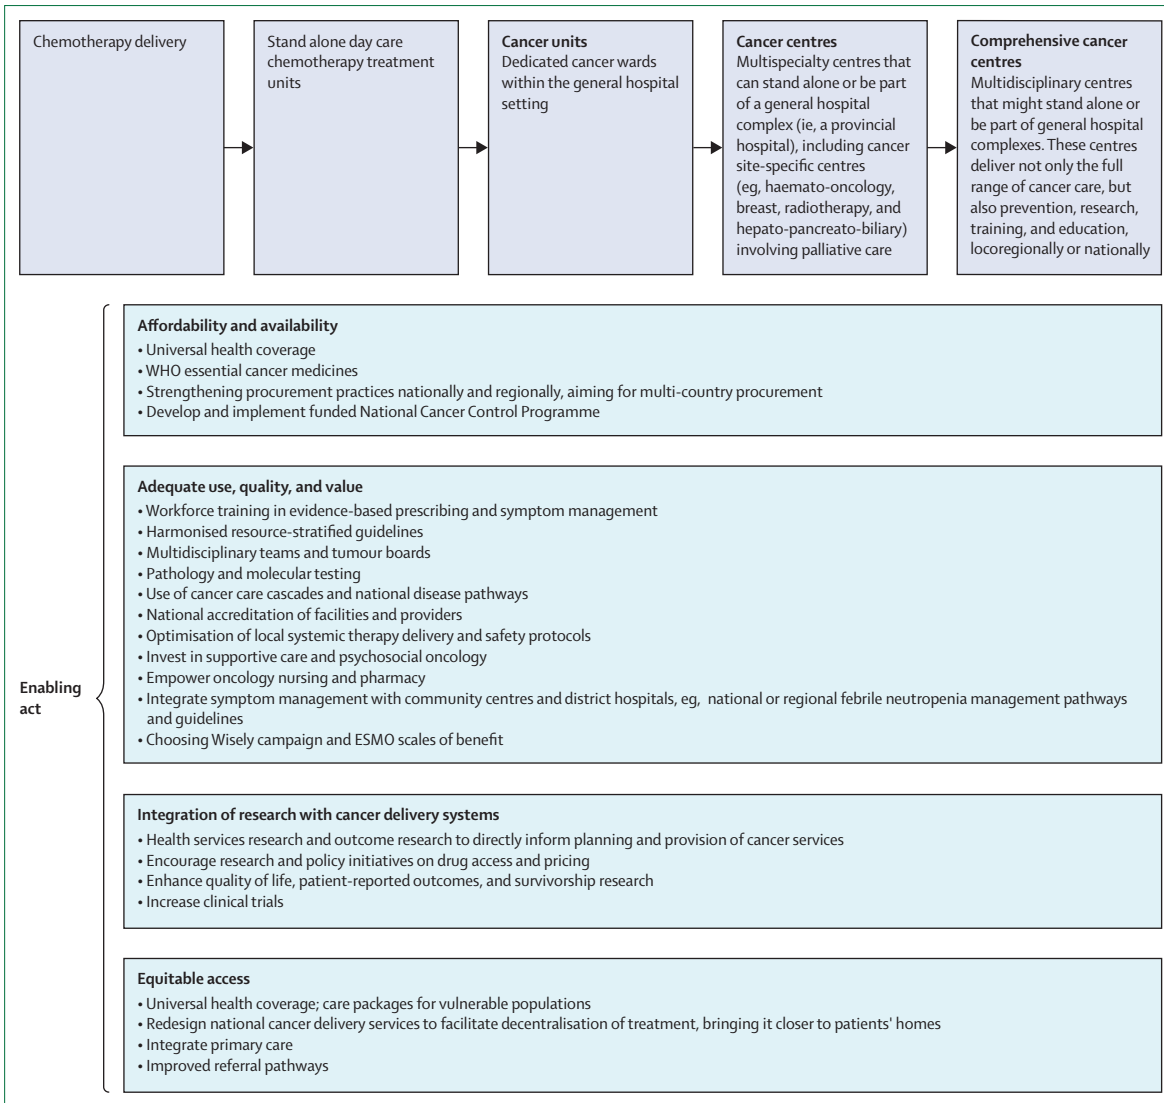 Chemotherapy delivery
Stand alone day care
chemotherapy treatment
units
Cancer units
Dedicated cancer wards
within the general hospital
setting
Cancer centres
Multispecialty centres that
can stand alone or be part
of a general hospital
complex (ie, a provincial
hospital), including cancer
site-specific centres
(eg, haemato-oncology,
breast, radiotherapy, and
hepato-pancreato-biliary)
involving palliative care
Comprehensive cancer
centres
Multidisciplinary centres
that might stand alone or
be part of general hospital
complexes. These centres
deliver not only the full
range of cancer care, but
also prevention, research,
training, and education,
locoregionally or nationally
Enabling
act
Affordability and availability
• Universal health coverage
• WHO essential cancer medicines
• Strengthening procurement practices nationally and regionally, aiming for multi-country procurement
• Develop and implement funded National Cancer Control Programme
Adequate use, quality, and value
• Workforce training in evidence-based prescribing and symptom management
• Harmonised resource-stratified guidelines
• Multidisciplinary teams and tumour boards
• Pathology and molecular testing
• Use of cancer care cascades and national disease pathways
• National accreditation of facilities and providers
• Optimisation of local systemic therapy delivery and safety protocols
• Invest in supportive care and psychosocial oncology
• Empower oncology nursing and pharmacy
• Integrate symptom management with community centres and district hospitals, eg, national or regional febrile neutropenia management pathways
and guidelines
• Choosing Wisely campaign and ESMO scales of benefit
Integration of research with cancer delivery systems
• Health services research and outcome research to directly inform planning and provision of cancer services
• Encourage research and policy initiatives on drug access and pricing
• Enhance quality of life, patient-reported outcomes, and survivorship research
• Increase clinical trials
Equitable access
• Universal health coverage; care packages for vulnerable populations
• Redesign national cancer delivery services to facilitate decentralisation of treatment, bringing it closer to patients' homes
• Integrate primary care
• Improved referral pathways